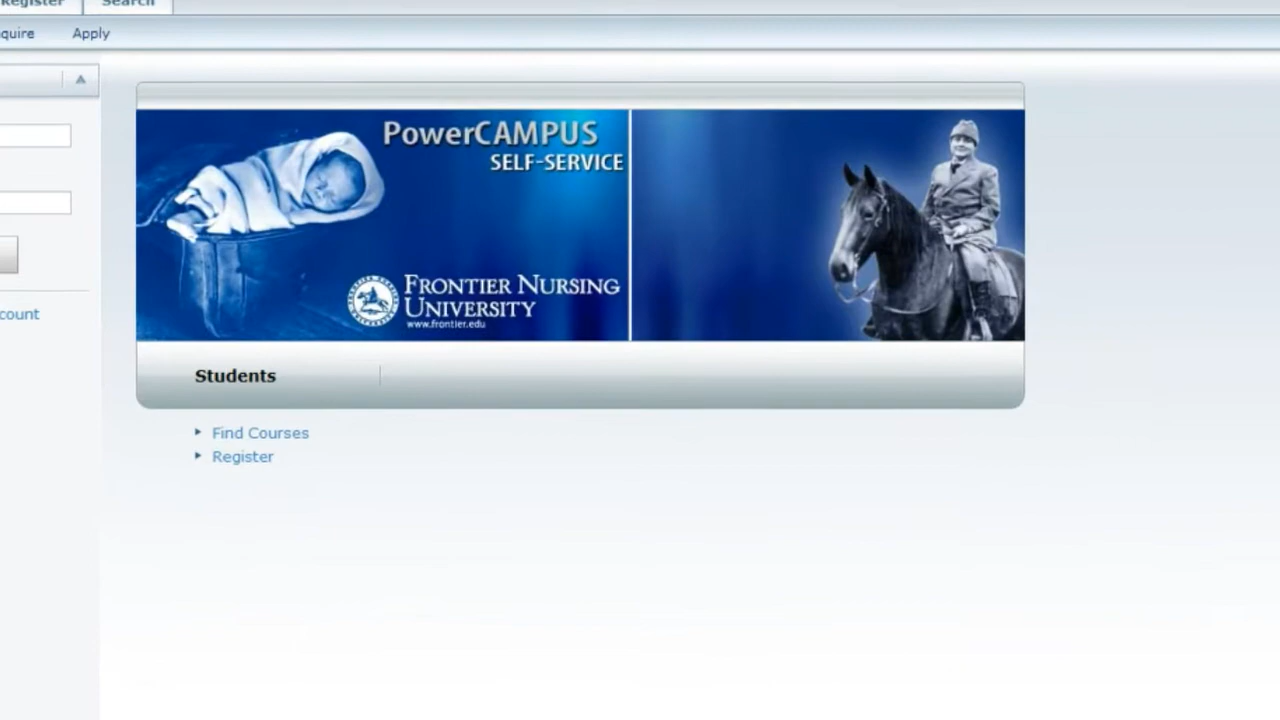 Register Search
quire Apply
PowerCAMPUS
SELF-SERVICE
FRONTIER NURSING
UNIVERSITY
www.frontier.edu
count
Students
Find Courses
Register